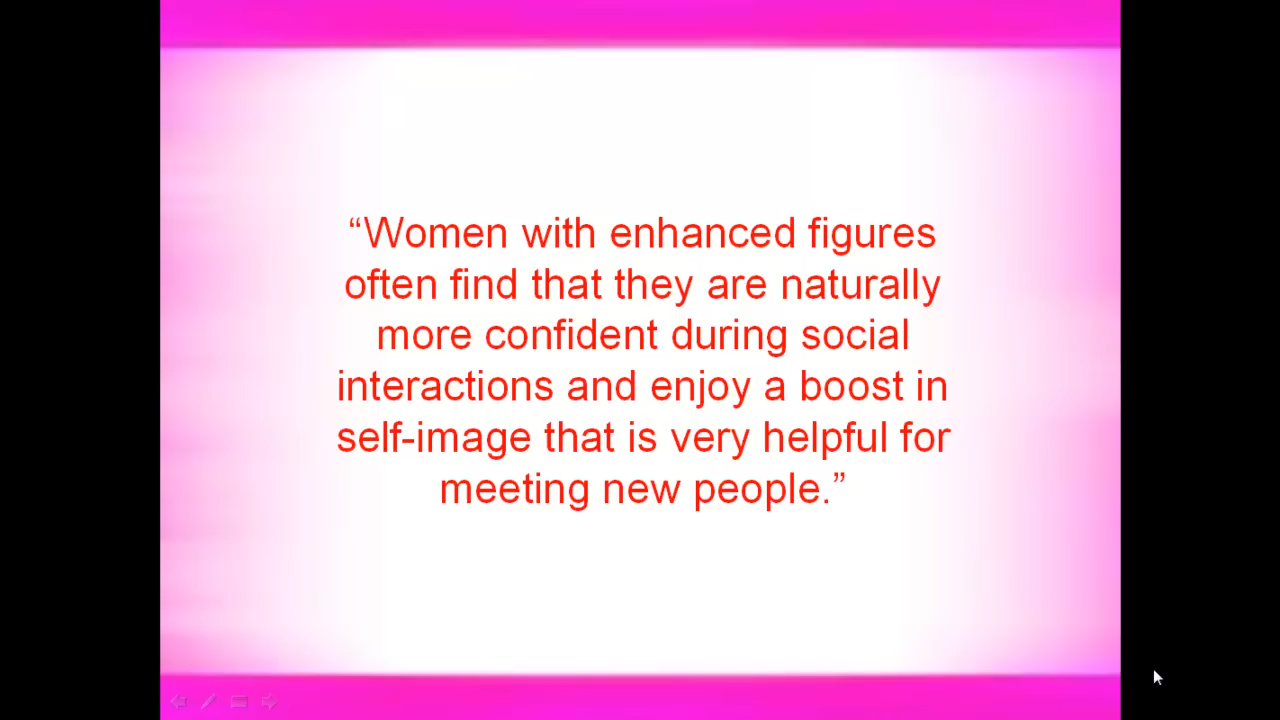 “Women with enhanced figures
often find that they are naturally
more confident during social
interactions and enjoy a boost in
self-image that is very helpful for
meeting new people.”